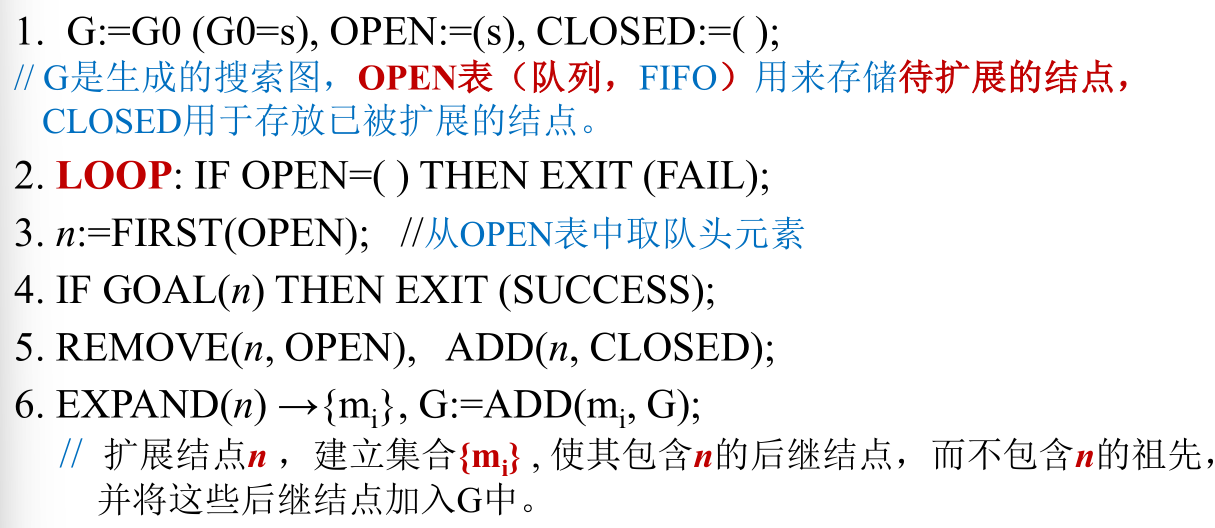 1. G:=G0 (G0=s), OPEN:=(s), CLOSED:=( );
// G是生成的搜索图，OPEN表（队列，FIFO）用来存储待扩展的结点，
CLOSED用于存放已被扩展的结点。
2. LOOP: IF OPEN=( ) THEN EXIT (FAIL);
3. n:=FIRST(OPEN); //从OPEN表中取队头元素
4. IF GOAL(n) THEN EXIT (SUCCESS);
5. REMOVE(n, OPEN), ADD(n, CLOSED);
6. EXPAND(n) →{mi}, G:=ADD(mi, G);
// 扩展结点n ，建立集合{mi} , 使其包含n的后继结点，而不包含n的祖先，
并将这些后继结点加入G中。